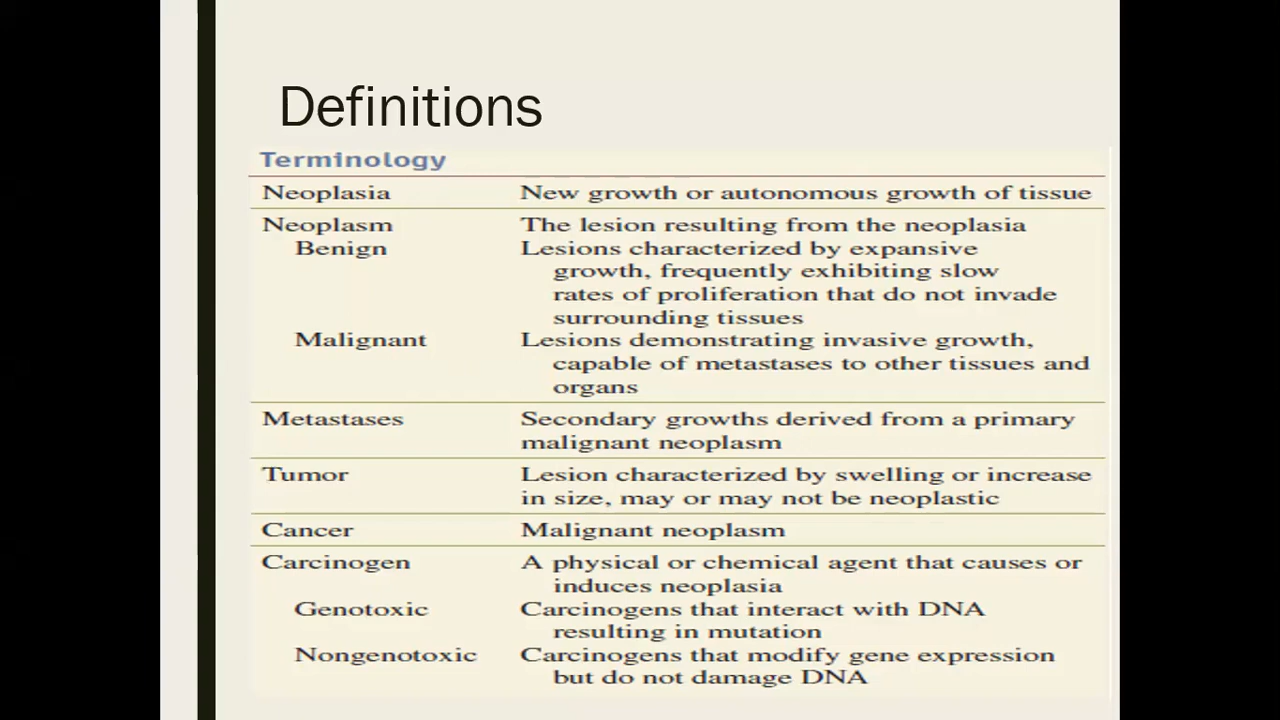 Definitions
Terminology
Neoplasia New growth or autonomous growth of tissue
Neoplasm The lesion resulting from the neoplasia
Benign Lesions characterized by expansive
growth, frequently exhibiting slow
rates of proliferation that do not invade
surrounding tissues
Malignant Lesions demonstrating invasive growth,
capable of metastases to other tissues and
organs
Metastases Secondary growths derived from a primary
malignant neoplasm
Tumor Lesion characterized by swelling or increase
in size, may or may not be neoplastic
Cancer Malignant neoplasm
Carcinogen A physical or chemical agent that causes or
induces neoplasia
Genotoxic Carcinogens that interact with DNA
resulting in mutation
Nongenotoxic Carcinogens that modify gene expression
but do not damage DNA